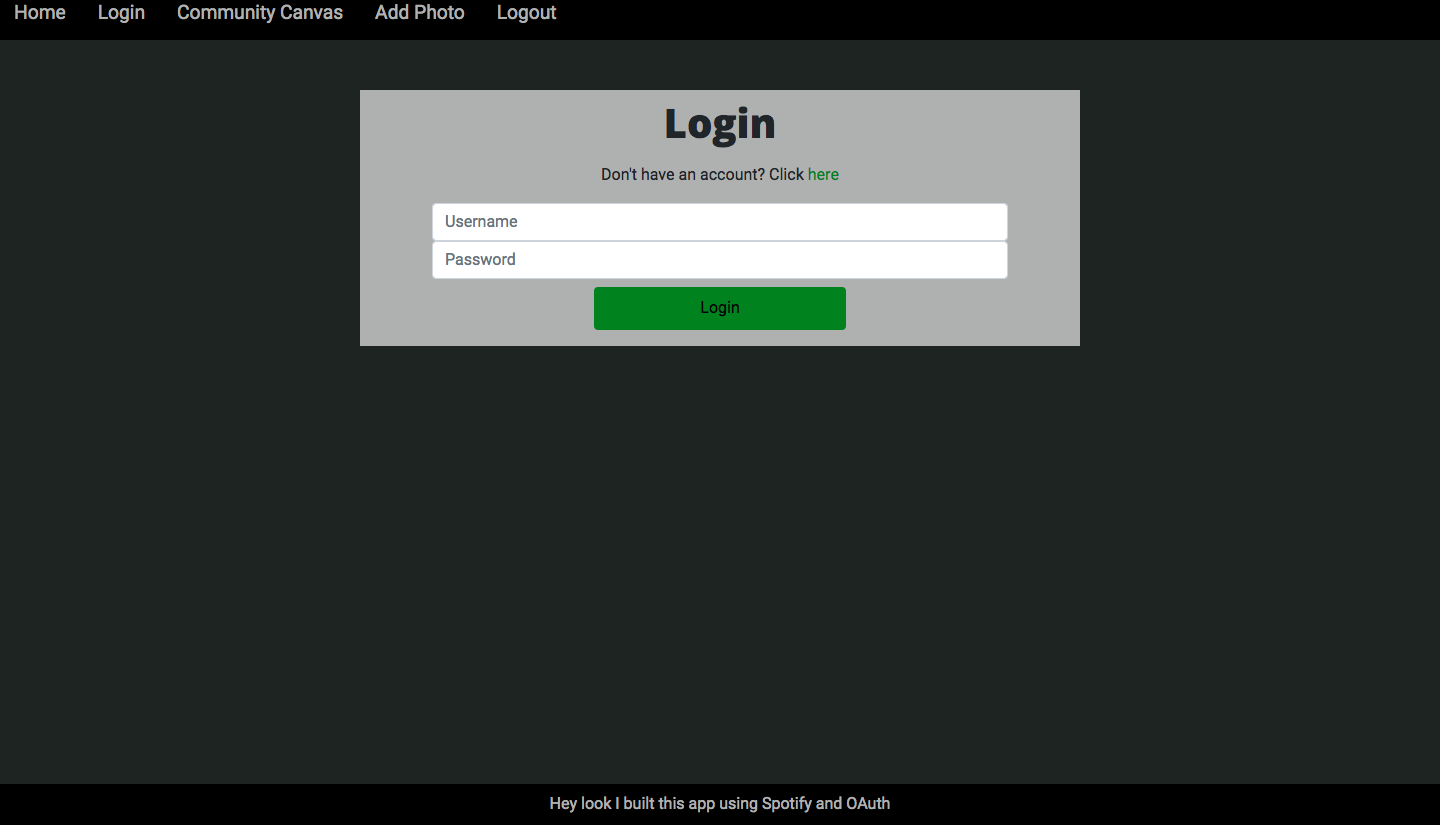 Home Login Community Canvas Add Photo Logout
Login
Don't have an account? Click here
Username
Password
Login
Hey look I built this app using Spotify and OAuth